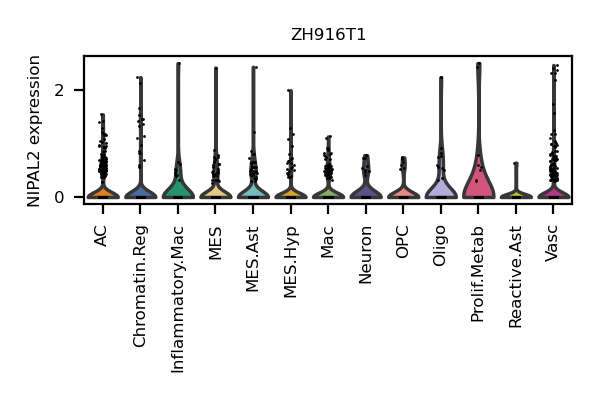 ZH916T1
NIPAL2 expression
2
0
AC
Chromatin.Reg
Inflammatory.Mac
MES
MES.Ast
MES.Hyp
Mac
Neuron
OPC
Oligo
Prolif.Metab
Reactive.Ast
Vasc